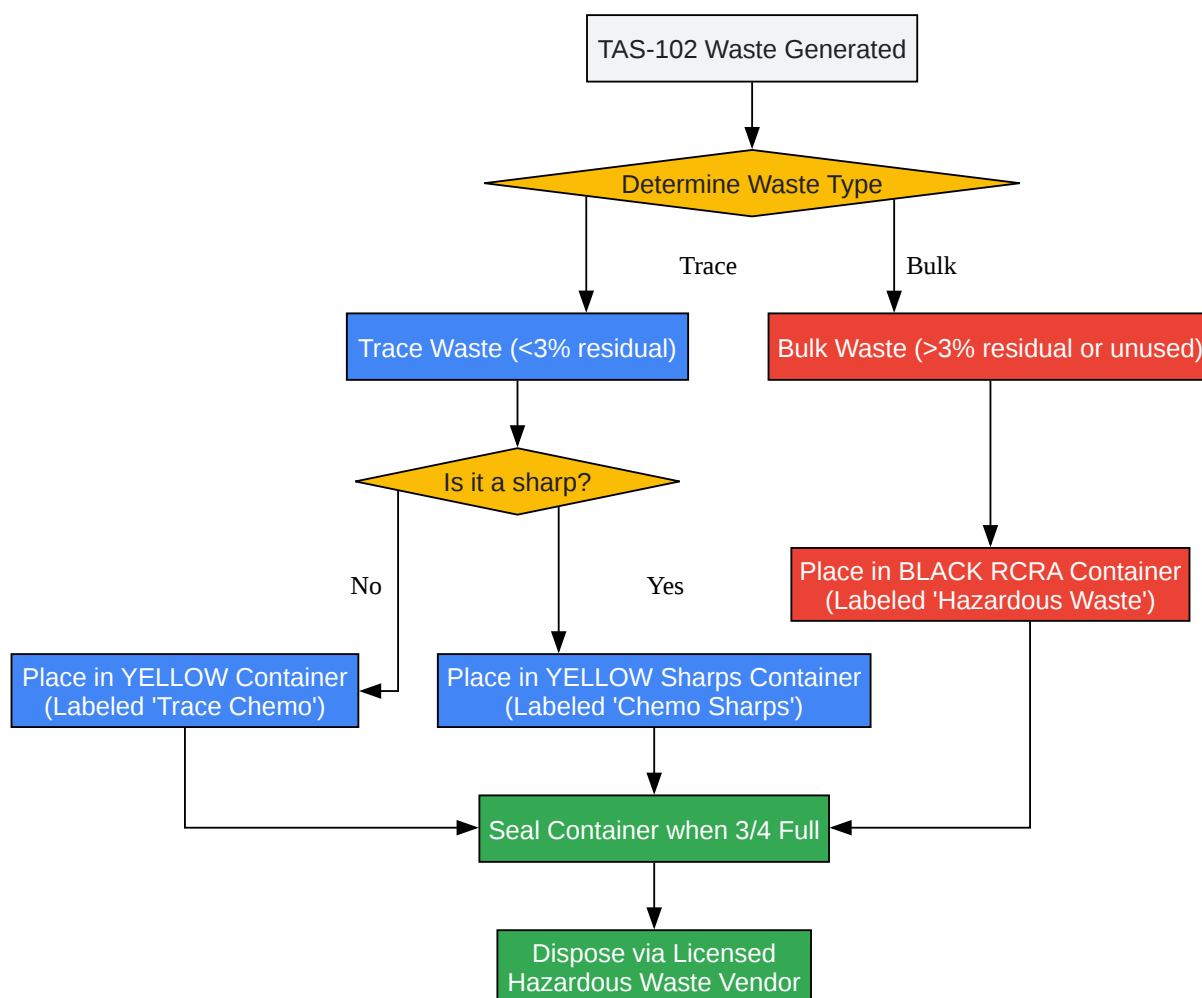 TAS-102 Waste Generated
Determine Waste Type
Trace
Bulk
Trace Waste (<3% residual)
Bulk Waste (>3% residual or unused)
Is it a sharp?
No
Yes
Place in BLACK RCRA Container
(Labeled 'Hazardous Waste')
Place in YELLOW Container
(Labeled 'Trace Chemo')
Place in YELLOW Sharps Container
(Labeled 'Chemo Sharps')
Seal Container when 3/4 Full
Dispose via Licensed
Hazardous Waste Vendor